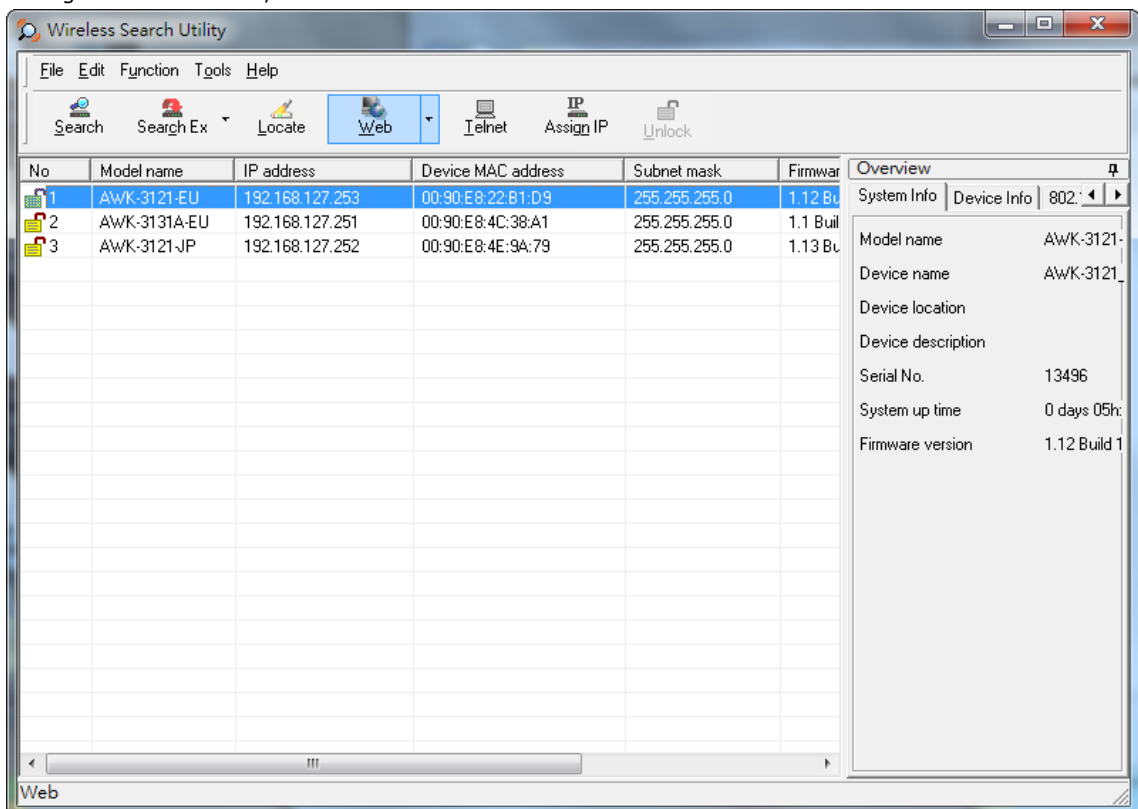 Wireless Search Utility
File Edit Function Tools Help
Search Search Ex Locate Web Telnet Assign IP Unlock
No Model name IP address Device MAC address Subnet mask Firmwar
1 AWK-3121-EU 192.168.127.253 00:90:E8:22:B1:D9 255.255.255.0 1.12 Bu
2 AWK-3131A-EU 192.168.127.251 00:90:E8:4C:38:A1 255.255.255.0 1.1 Buil
3 AWK-3121-JP 192.168.127.252 00:90:E8:4E:9A:79 255.255.255.0 1.13 Bu
Overview
System Info Device Info 802.1
Model name AWK-3121-
Device name AWK-3121_
Device location
Device description
Serial No. 13496
System up time 0 days 05h:
Firmware version 1.12 Build 1
Web